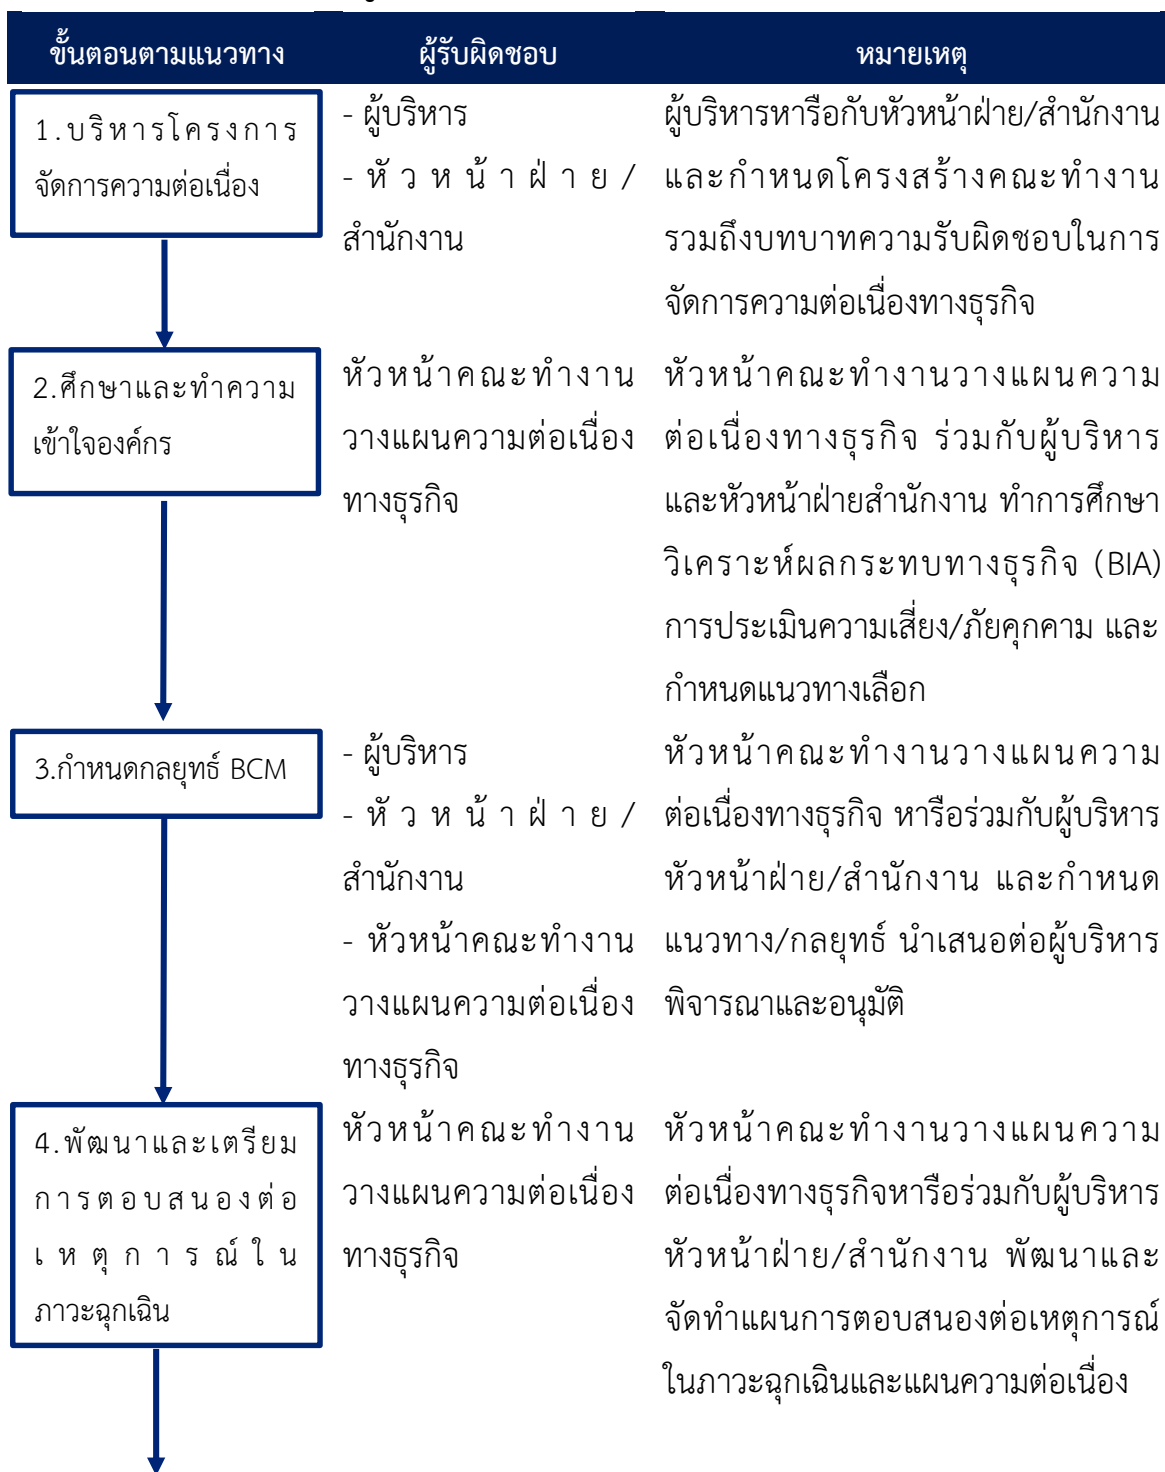 ขั้นตอนตามแนวทาง ผู้รับผิดชอบ หมายเหตุ
1.บริหารโครงการ
จัดการความต่อเนื่อง
- ผู้บริหาร
- หัวหน้าฝ่าย/
สำนักงาน
ผู้บริหารหารือกับหัวหน้าฝ่าย/สำนักงาน
และกำหนดโครงสร้างคณะทำงาน
รวมถึงบทบาทความรับผิดชอบในการ
จัดการความต่อเนื่องทางธุรกิจ
2.ศึกษาและทำความ
เข้าใจองค์กร
หัวหน้าคณะทำงาน
วางแผนความต่อเนื่อง
ทางธุรกิจ
หัวหน้าคณะทำงานวางแผนความ
ต่อเนื่องทางธุรกิจ ร่วมกับผู้บริหาร
และหัวหน้าฝ่ายสำนักงาน ทำการศึกษา
วิเคราะห์ผลกระทบทางธุรกิจ (BIA)
การประเมินความเสี่ยง/ภัยคุกคาม และ
กำหนดแนวทางเลือก
3.กำหนดกลยุทธ์ BCM
- ผู้บริหาร
- หัวหน้าฝ่าย/
สำนักงาน
- หัวหน้าคณะทำงาน
วางแผนความต่อเนื่อง
ทางธุรกิจ
หัวหน้าคณะทำงานวางแผนความ
ต่อเนื่องทางธุรกิจ หารือร่วมกับผู้บริหาร
หัวหน้าฝ่าย/สำนักงาน และกำหนด
แนวทาง/กลยุทธ์ นำเสนอต่อผู้บริหาร
พิจารณาและอนุมัติ
4.พัฒนาและเตรียม
การตอบสนองต่อ
เหตุการณ์ใน
ภาวะฉุกเฉิน
หัวหน้าคณะทำงาน
วางแผนความต่อเนื่อง
ทางธุรกิจ
หัวหน้าคณะทำงานวางแผนความ
ต่อเนื่องทางธุรกิจหารือร่วมกับผู้บริหาร
หัวหน้าฝ่าย/สำนักงาน พัฒนาและ
จัดทำแผนการตอบสนองต่อเหตุการณ์
ในภาวะฉุกเฉินและแผนความต่อเนื่อง